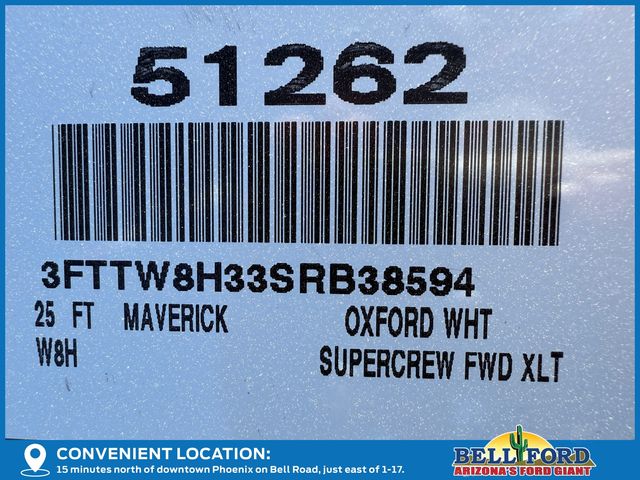 51262
3FTTW8H33SRB38594
25 FT MAVERICK OXFORD WHT
W8H SUPERCREW FWD XLT
CONVENIENT LOCATION:
15 minutes north of downtown Phoenix on Bell Road, just east of 1-17.
BELL FORD
ARIZONA'S FORD GIANT